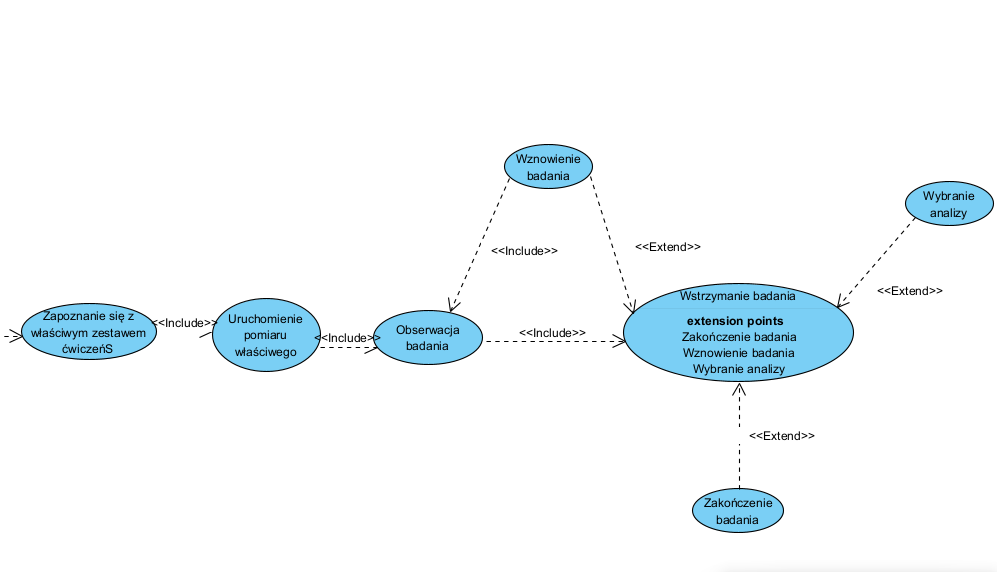 Wznowienie
badania
Wybranie
analizy
<<Include>>
<<Extend>>
<<Extend>>
Zapoznanie się z
właściwym zestawem
ćwiczeńS
<<Include>>
Uruchomienie
pomiaru
właściwego
<<Include>>
Obserwacja
badania
<<Include>>
Wstrzymanie badania
extension points
Zakończenie badania
Wznowienie badania
Wybranie analizy
<<Extend>>
Zakończenie
badania